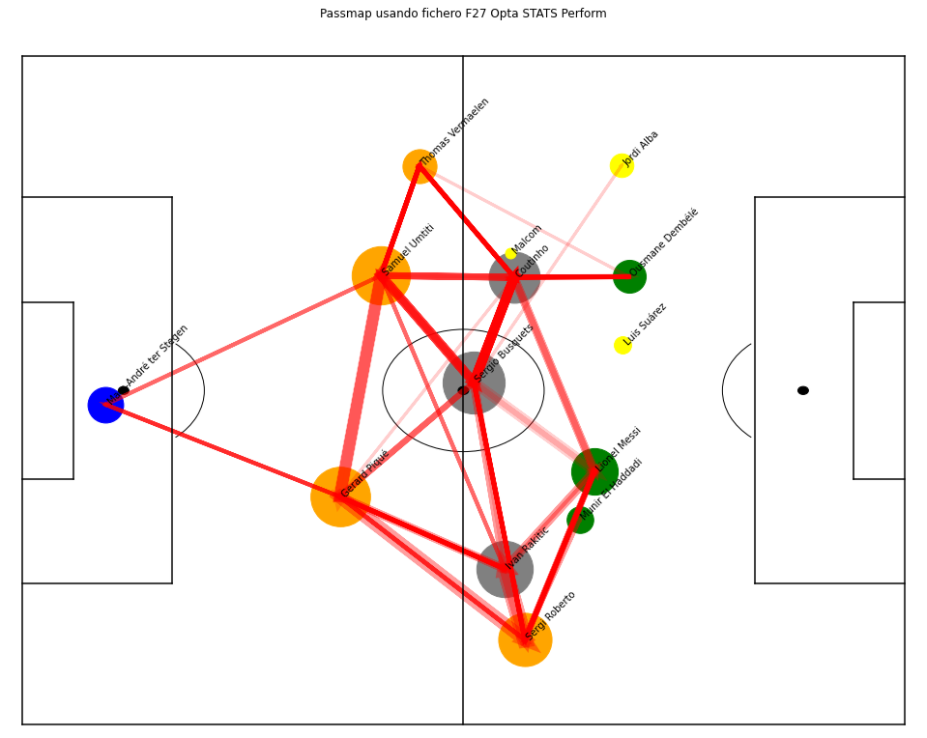 Passmap usando fichero F27 Opta STATS Perform
Thomas Vermaelen
Jordi Alba
Samuel Umtiti
Malcom
Coutinho
Ousmane Dembélé
Luis Suárez
Sergio Busquets
André ter Stegen
Lionel Messi
Munir El Haddadi
Gerard Piqué
Ivan Rakitic
Sergi Roberto